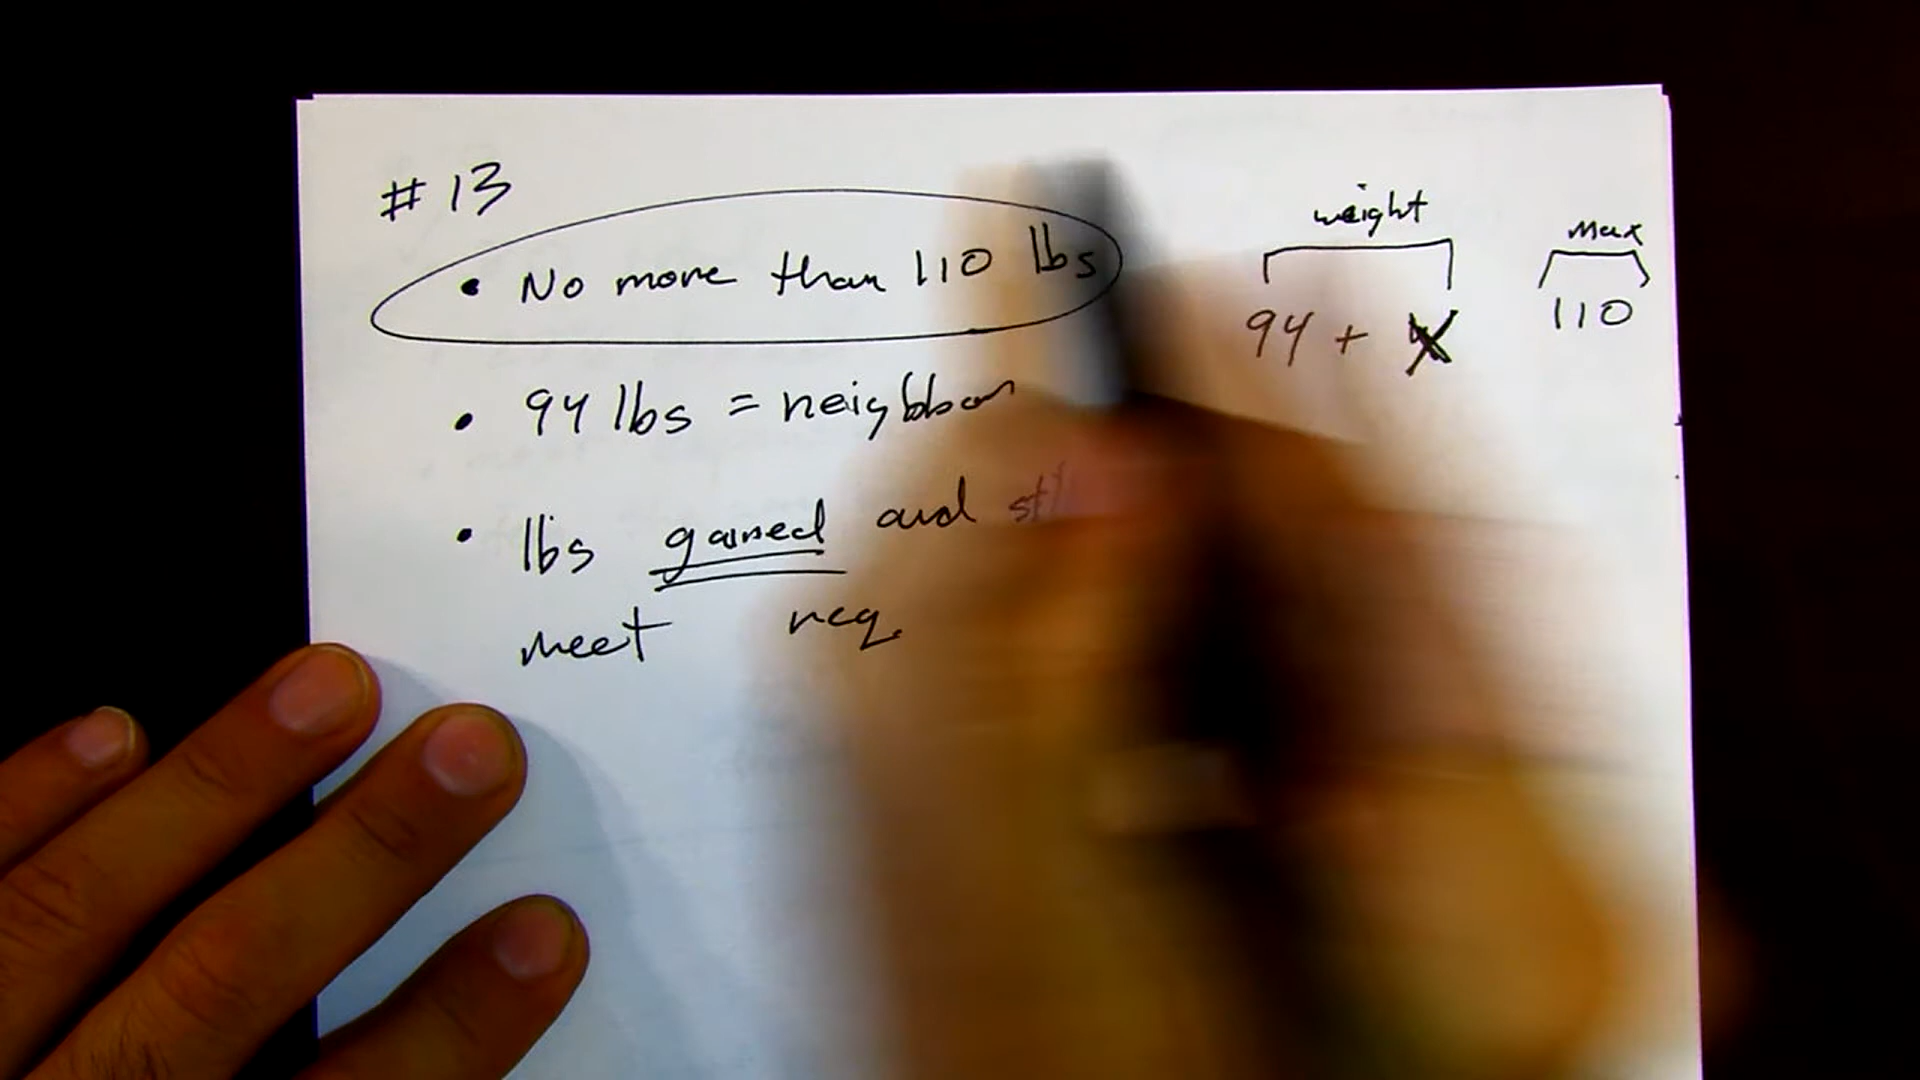 # 13
• No more than 110 lbs
• 94 lbs = neighbor
• lbs gained and
meet req.
weight
94 + x
max
110